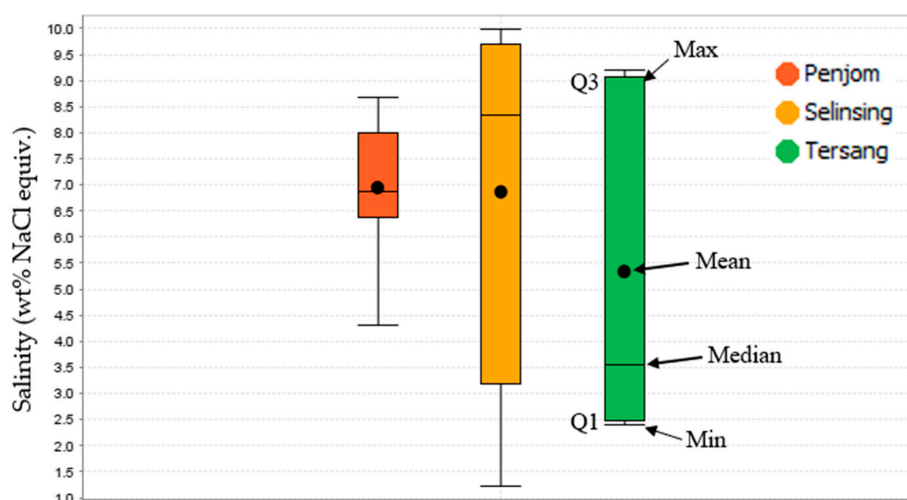 Salinity (wt% NaCl equiv.)
10.0
9.5
9.0
8.5
8.0
7.5
7.0
6.5
6.0
5.5
5.0
4.5
4.0
3.5
3.0
2.5
2.0
1.5
1.0
Q3
Max
Mean
Median
Q1
Min
Penjom
Selinsing
Tersang